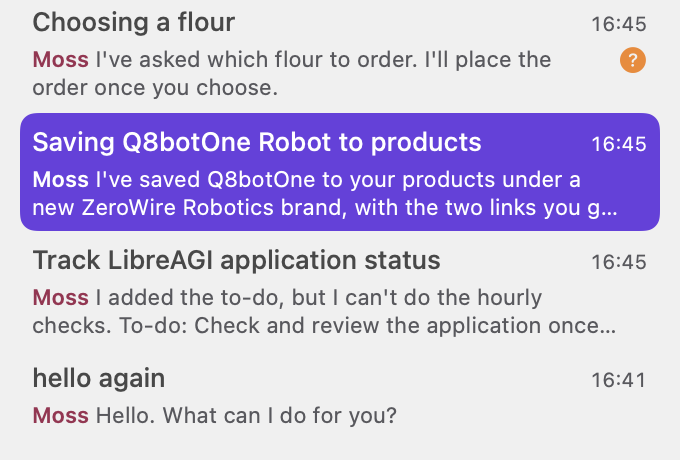 Choosing a flour 16:45
Moss I've asked which flour to order. I'll place the ?
order once you choose.
Saving Q8botOne Robot to products 16:45
Moss I've saved Q8botOne to your products under a
new ZeroWire Robotics brand, with the two links you g...
Track LibreAGI application status 16:45
Moss I added the to-do, but I can't do the hourly
checks. To-do: Check and review the application once...
hello again 16:41
Moss Hello. What can I do for you?